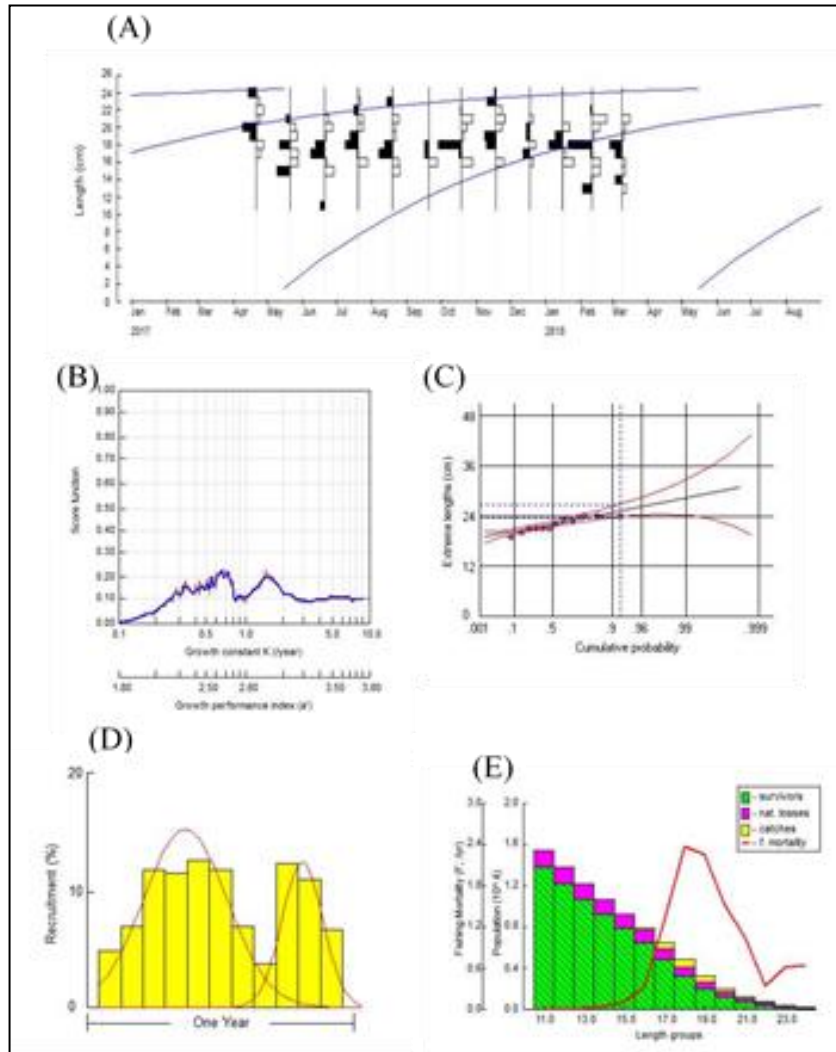 (A)
Length (cm)
26
24
22
20
18
16
14
12
10
8
6
4
2
0
Jan Feb Mar Apr May Jun Jul Aug Sep Oct Nov Dec Jan Feb Mar Apr May Jun Jul Aug
2017
(B)
Score function
1.00
0.90
0.80
0.70
0.60
0.50
0.40
0.30
0.20
0.10
0.00
0.1 0.5 1.0 5.0 10.0
Growth constant K (/year)
1.00 2.50 3.00
Growth performance index (ø')
(C)
Extreme lengths (cm)
48
36
24
12
0
.001 .1 .5 .9 .96 .99 .999
Cumulative probability
(D)
Recruitment (%)
20
10
0
One Year
(E)
Fishing Mortality (F, /yr)
3.0
2.4
1.8
1.2
0.6
0.0
Population (10^ 4)
2.0
1.6
1.2
0.8
0.4
0.0
- survivors
- nat. losses
- catches
- f. mortality
11.0 13.0 15.0 17.0 19.0 21.0 23.0
Length groups